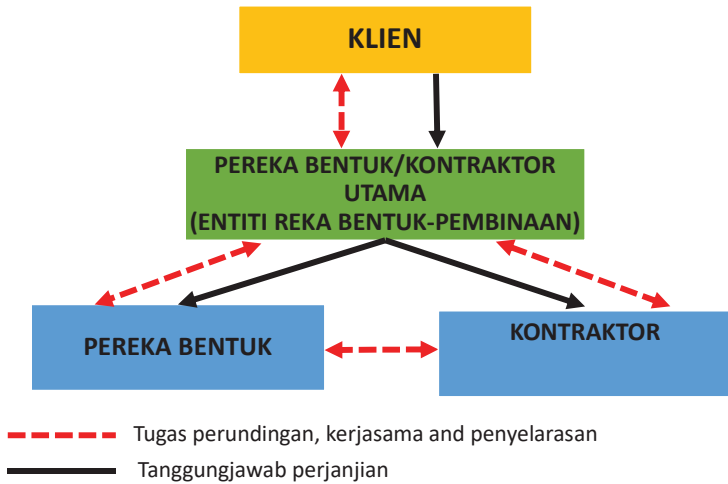 KLIEN
PEREKA BENTUK/KONTRAKTOR
UTAMA
(ENTITI REKA BENTUK-PEMBINAAN)
PEREKA BENTUK
KONTRAKTOR
Tugas perundingan, kerjasama and penyelarasan
Tanggungjawab perjanjian